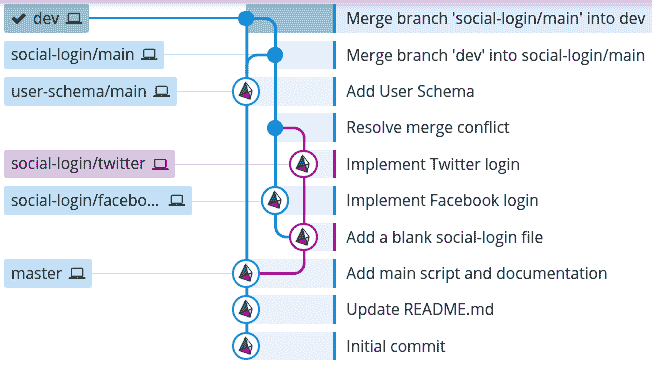 dev Merge branch 'social-login/main' into dev
social-login/main Merge branch 'dev' into social-login/main
user-schema/main Add User Schema
Resolve merge conflict
social-login/twitter Implement Twitter login
social-login/facebo... Implement Facebook login
Add a blank social-login file
master Add main script and documentation
Update README.md
Initial commit